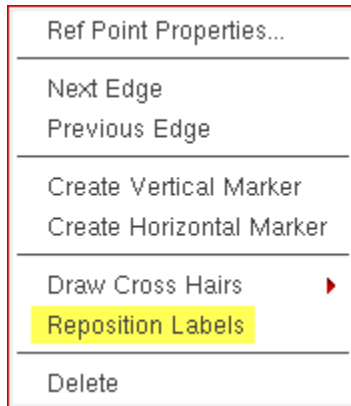 Ref Point Properties...
Next Edge
Previous Edge
Create Vertical Marker
Create Horizontal Marker
Draw Cross Hairs
Reposition Labels
Delete